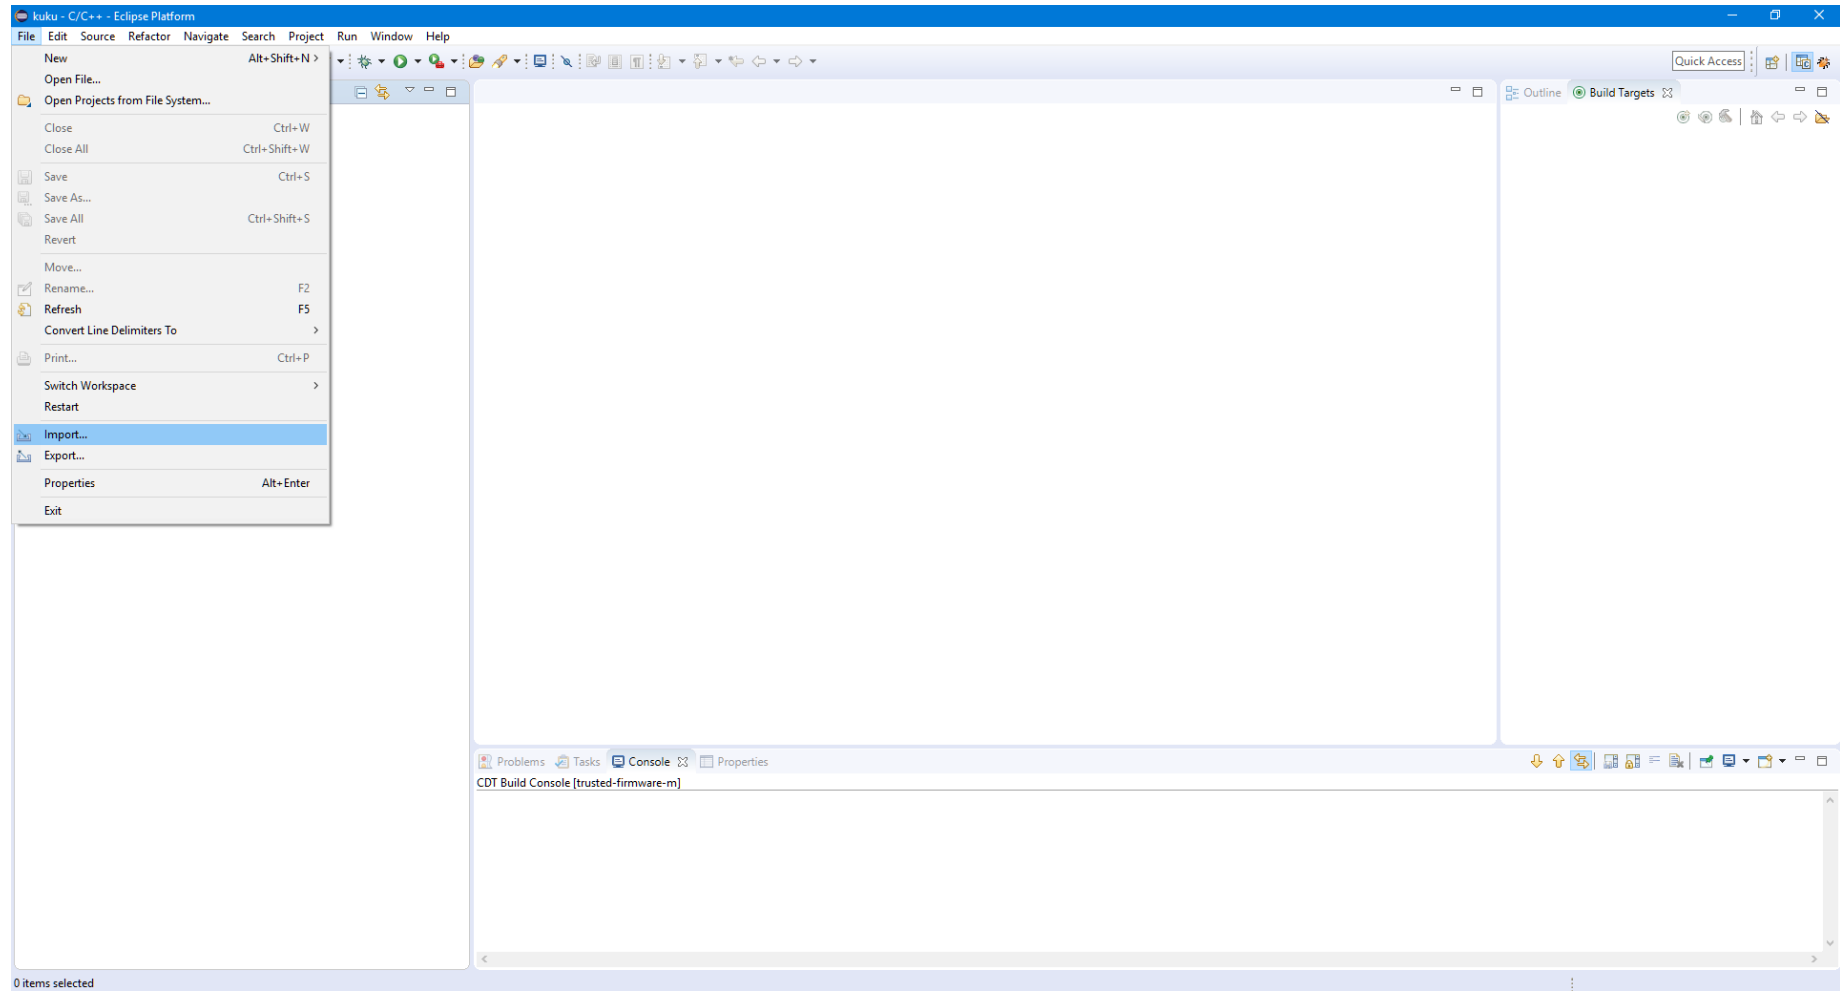 kuku - C/C++ - Eclipse Platform
File Edit Source Refactor Navigate Search Project Run Window Help
New Alt+Shift+N >
Open File...
Open Projects from File System...
Close Ctrl+W
Close All Ctrl+Shift+W
Save Ctrl+S
Save As...
Save All Ctrl+Shift+S
Revert
Move...
Rename... F2
Refresh F5
Convert Line Delimiters To >
Print... Ctrl+P
Switch Workspace >
Restart
Import...
Export...
Properties Alt+Enter
Exit
Quick Access
Outline Build Targets
Problems Tasks Console Properties
CDT Build Console [trusted-firmware-m]
0 items selected